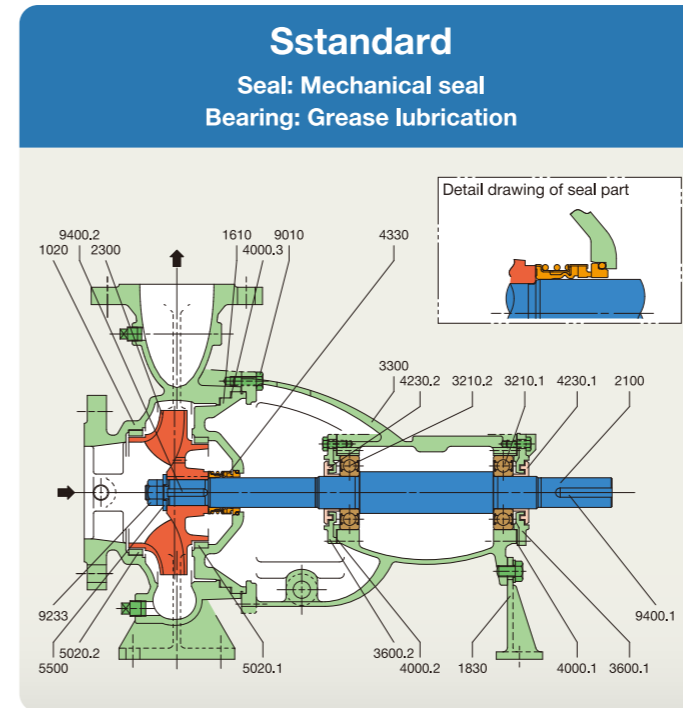 Sstandard
Seal: Mechanical seal
Bearing: Grease lubrication
Detail drawing of seal part
9400.2 1610 9010 4330
1020 2300 4000.3
3300
4230.2 3210.2 3210.1 4230.1 2100
9233 9400.1
5020.2
5500 5020.1 3600.2 4000.2 1830 4000.1 3600.1